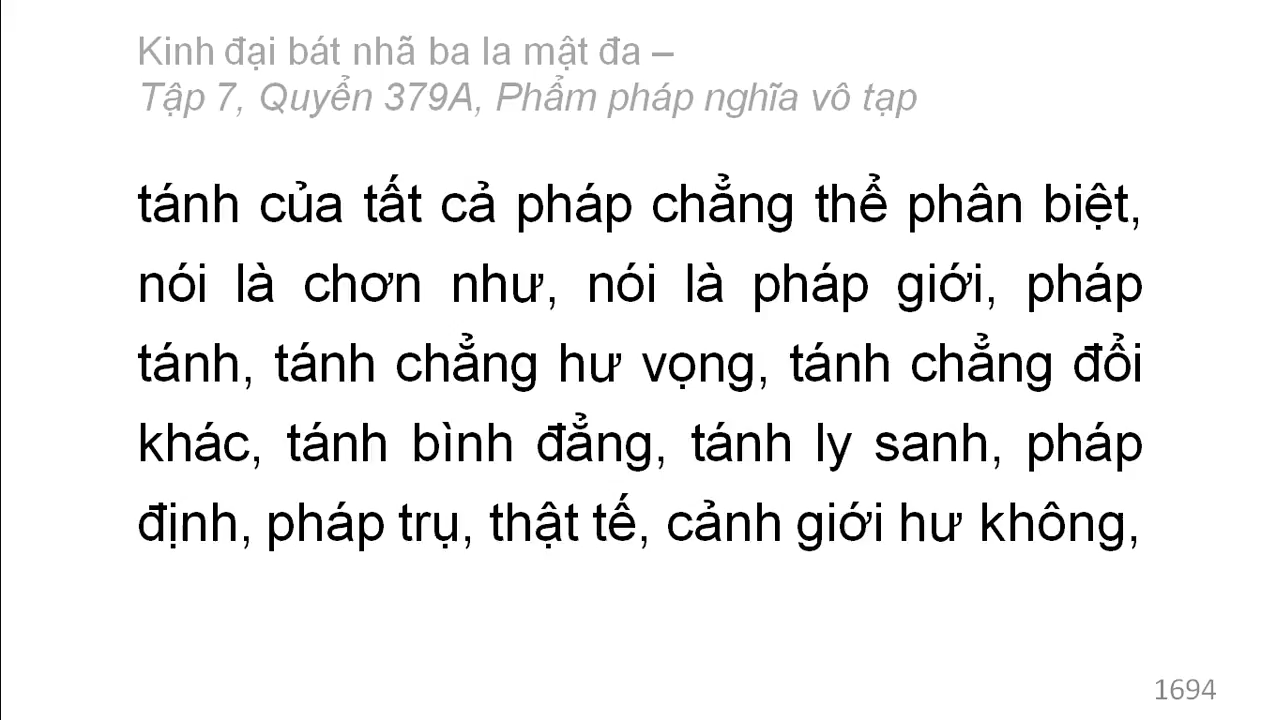 Kinh đại bát nhã ba la mật đa –
Tập 7, Quyển 379A, Phẩm pháp nghĩa vô tạp
tánh của tất cả pháp chẳng thể phân biệt,
nói là chơn như, nói là pháp giới, pháp
tánh, tánh chẳng hư vọng, tánh chẳng đổi
khác, tánh bình đẳng, tánh ly sanh, pháp
định, pháp trụ, thật tế, cảnh giới hư không,
1694